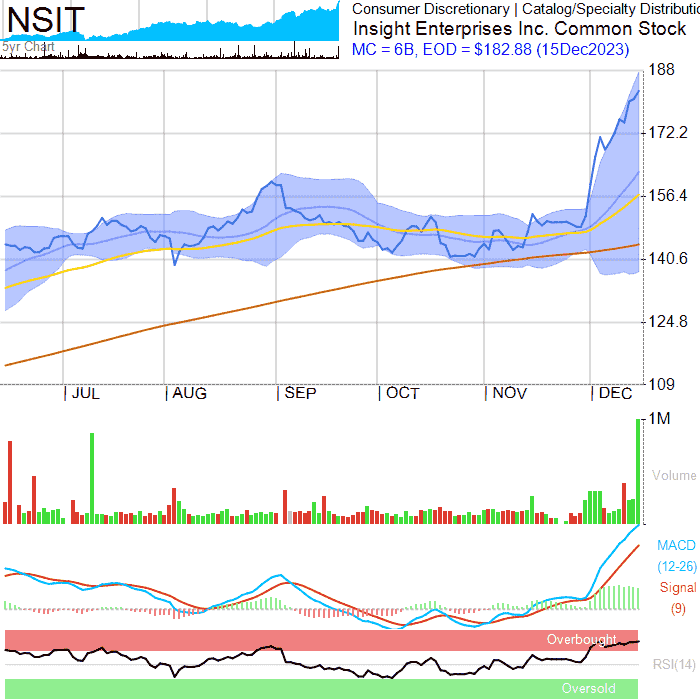 NSIT
5yr Chart
Consumer Discretionary | Catalog/Specialty Distributio
Insight Enterprises Inc. Common Stock
MC = 6B, EOD = $182.88 (15Dec2023)
188
172.2
156.4
140.6
124.8
109
JUL
AUG
SEP
OCT
NOV
DEC
1M
Volume
MACD
(12-26)
Signal
(9)
Overbought
RSI(14)
Oversold